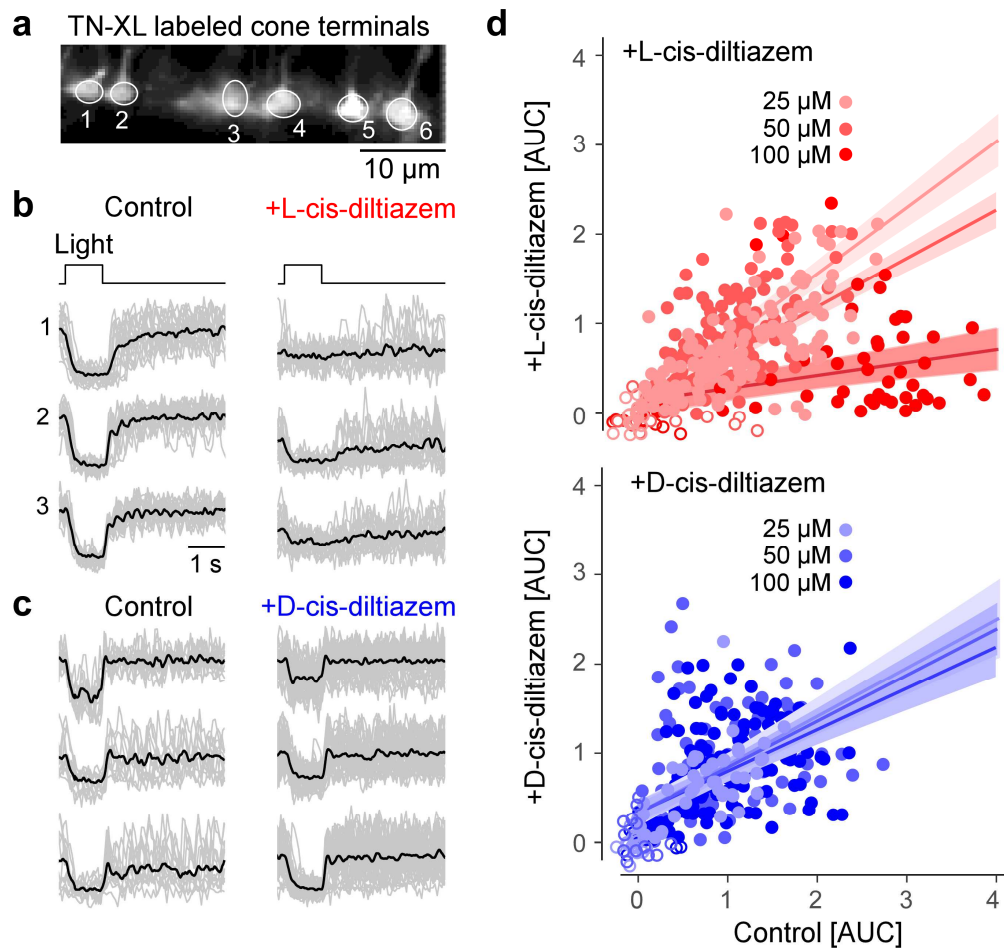 a TN-XL labeled cone terminals
1 2 3 4 5 6
10 µm
b Control +L-cis-diltiazem
Light
1
2
3
1 s
c Control +D-cis-diltiazem
d
+L-cis-diltiazem
25 µM
50 µM
100 µM
+L-cis-diltiazem [AUC]
4
3
2
1
0
+D-cis-diltiazem
25 µM
50 µM
100 µM
+D-cis-diltiazem [AUC]
4
3
2
1
0
0 1 2 3 4
Control [AUC]